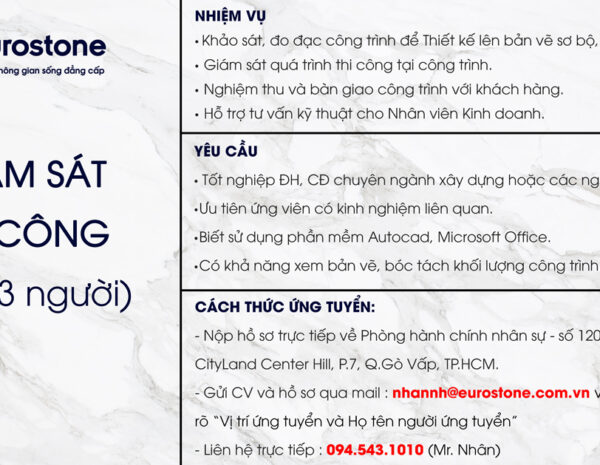 urostone
hông gian sống đẳng cấp
ÁM SÁT
CÔNG
3 người)
NHIỆM VỤ
• Khảo sát, đo đạc công trình để Thiết kế lên bản vẽ sơ bộ,
• Giám sát quá trình thi công tại công trình.
• Nghiệm thu và bàn giao công trình với khách hàng.
• Hỗ trợ tư vấn kỹ thuật cho Nhân viên Kinh doanh.
YÊU CẦU
• Tốt nghiệp ĐH, CĐ chuyên ngành xây dựng hoặc các ng
•Ưu tiên ứng viên có kinh nghiệm liên quan.
•Biết sử dụng phần mềm Autocad, Microsoft Office.
•Có khả năng xem bản vẽ, bóc tách khối lượng công trình
CÁCH THỨC ỨNG TUYỂN:
- Nộp hồ sơ trực tiếp về Phòng hành chính nhân sự - số 120
CityLand Center Hill, P.7, Q.Gò Vấp, TP.HCM.
- Gửi CV và hồ sơ qua mail : nhannh@eurostone.com.vn v
rõ “Vị trí ứng tuyển và Họ tên người ứng tuyển”
- Liên hệ trực tiếp : 094.543.1010 (Mr. Nhân)